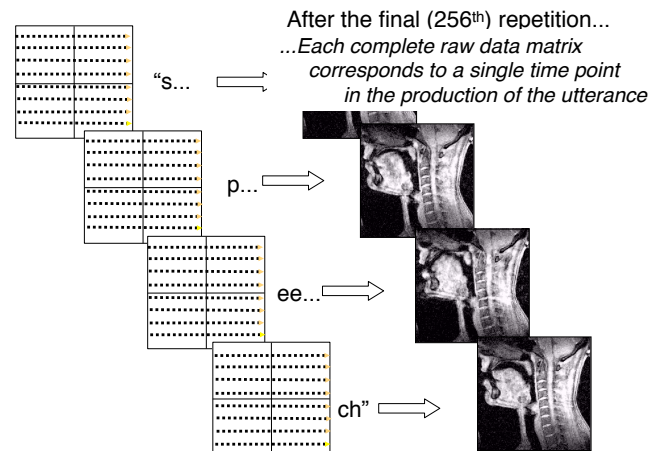 After the final (256th) repetition...
...Each complete raw data matrix
corresponds to a single time point
in the production of the utterance
“s...
p...
ee...
ch”